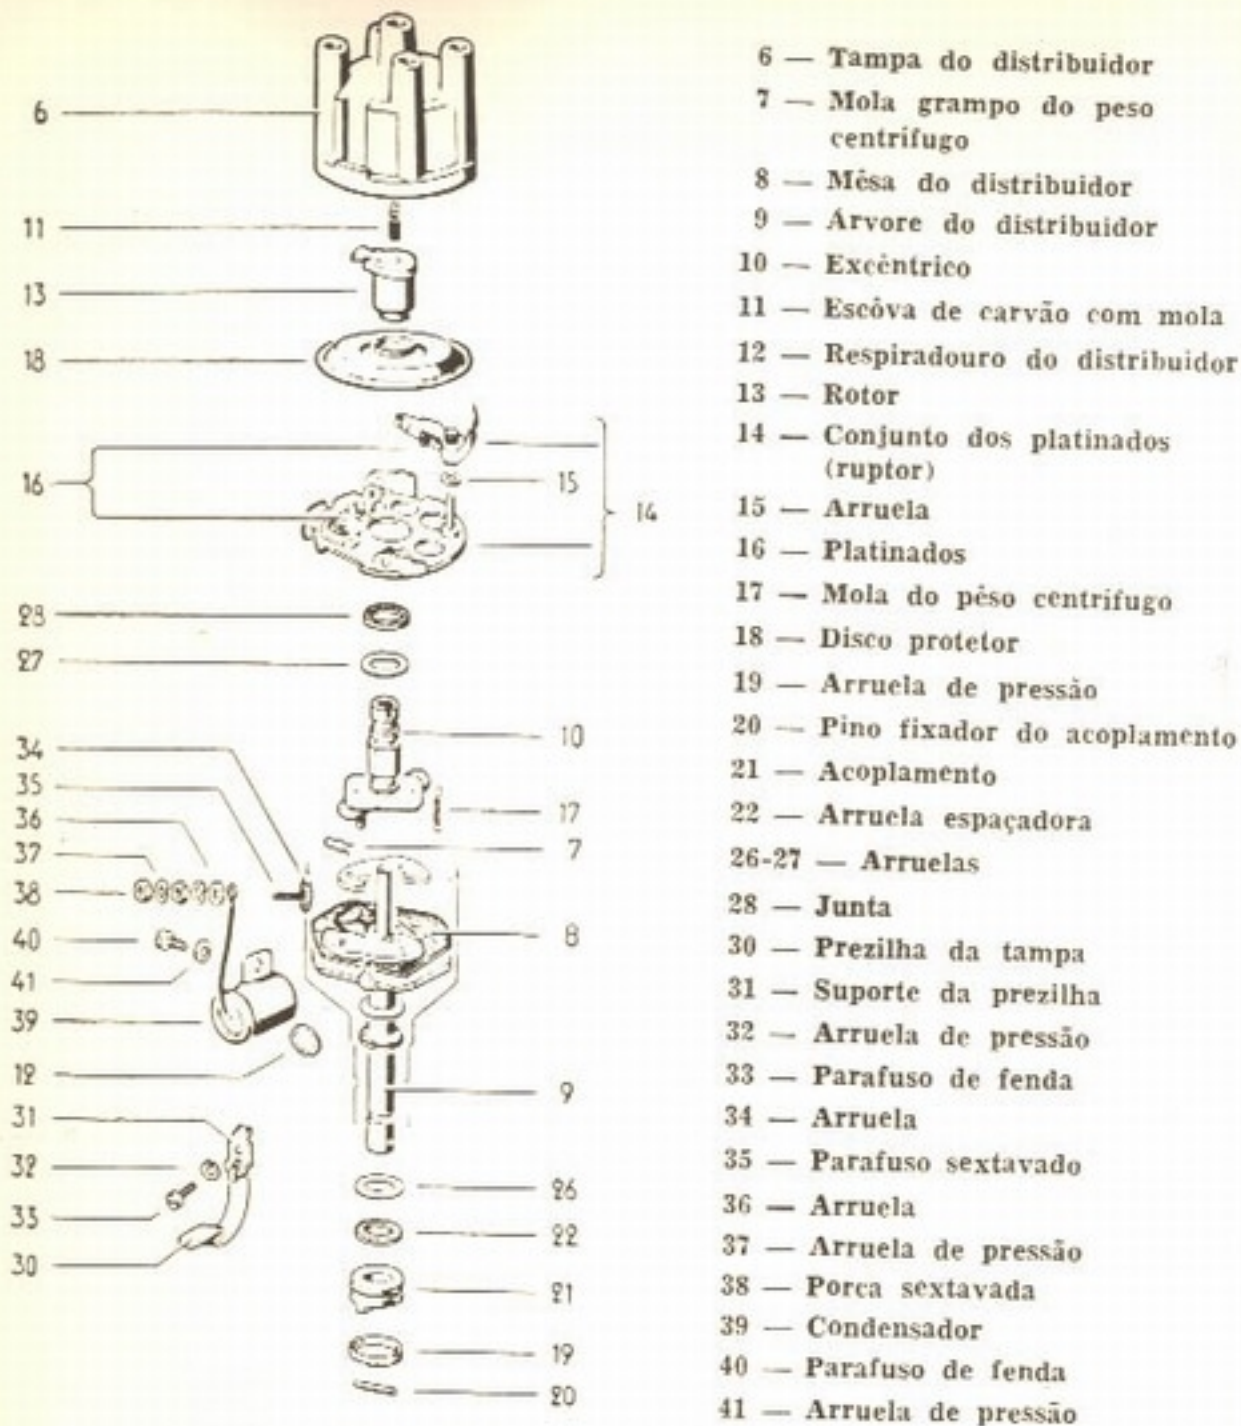 6
11
13
18
16
15
14
28
27
34
10
35
36
17
37
7
38
40
8
41
39
12
9
31
32
26
33
22
30
21
19
20
6 — Tampa do distribuidor
7 — Mola grampo do peso
centrífugo
8 — Mêsa do distribuidor
9 — Árvore do distribuidor
10 — Excêntrico
11 — Escôva de carvão com mola
12 — Respiradouro do distribuidor
13 — Rotor
14 — Conjunto dos platinados
(ruptor)
15 — Arruela
16 — Platinados
17 — Mola do pêso centrífugo
18 — Disco protetor
19 — Arruela de pressão
20 — Pino fixador do acoplamento
21 — Acoplamento
22 — Arruela espaçadora
26-27 — Arruelas
28 — Junta
30 — Prezilha da tampa
31 — Suporte da prezilha
32 — Arruela de pressão
33 — Parafuso de fenda
34 — Arruela
35 — Parafuso sextavado
36 — Arruela
37 — Arruela de pressão
38 — Porca sextavada
39 — Condensador
40 — Parafuso de fenda
41 — Arruela de pressão